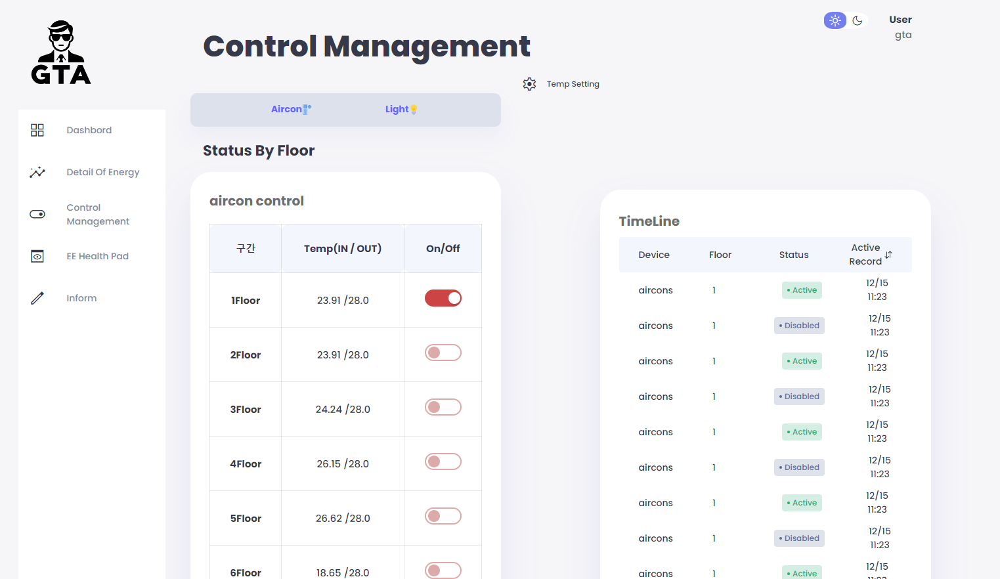 GTA
Control Management
User
gta
Temp Setting
Aircon
Light
Dashbord
Detail Of Energy
Control
Management
EE Health Pad
Inform
Status By Floor
aircon control
구간 Temp(IN / OUT) On/Off
1Floor 23.91 /28.0
2Floor 23.91 /28.0
3Floor 24.24 /28.0
4Floor 26.15 /28.0
5Floor 26.62 /28.0
6Floor 18.65 /28.0
TimeLine
Device Floor Status Active
Record
aircons 1 Active 12/15
11:23
aircons 1 Disabled 12/15
11:23
aircons 1 Active 12/15
11:23
aircons 1 Disabled 12/15
11:23
aircons 1 Active 12/15
11:23
aircons 1 Disabled 12/15
11:23
aircons 1 Active 12/15
11:23
aircons 1 Disabled 12/15
11:23
aircons 1 Active 12/15